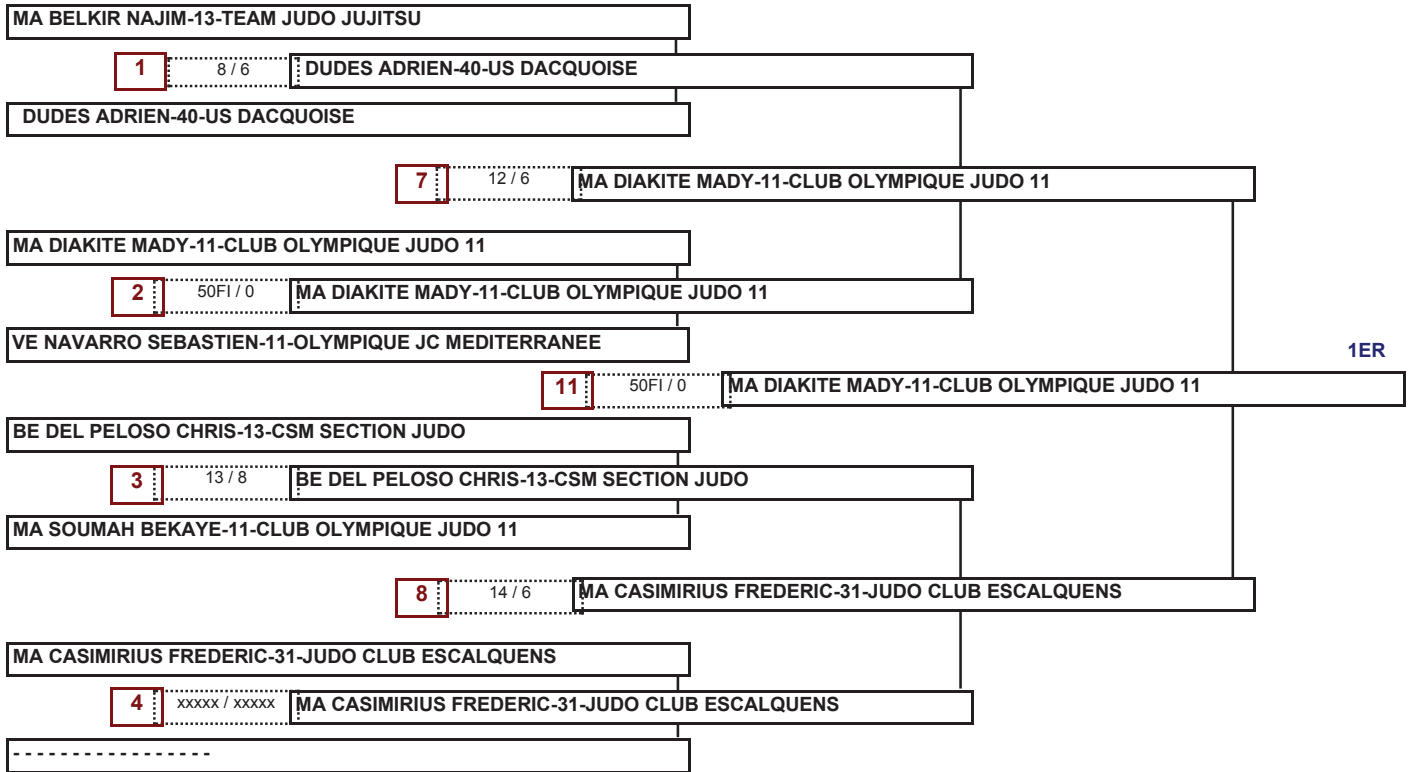 MA BELKIR NAJIM-13-TEAM JUDO JUJITSU
1 8 / 6 DUDES ADRIEN-40-US DACQUOISE
DUDES ADRIEN-40-US DACQUOISE
7 12 / 6 MA DIAKITE MADY-11-CLUB OLYMPIQUE JUDO 11
MA DIAKITE MADY-11-CLUB OLYMPIQUE JUDO 11
2 50FI / 0 MA DIAKITE MADY-11-CLUB OLYMPIQUE JUDO 11
VE NAVARRO SEBASTIEN-11-OLYMPIQUE JC MEDITERRANEE
1ER
11 50FI / 0 MA DIAKITE MADY-11-CLUB OLYMPIQUE JUDO 11
BE DEL PELOSO CHRIS-13-CSM SECTION JUDO
3 13 / 8 BE DEL PELOSO CHRIS-13-CSM SECTION JUDO
MA SOUMAH BEKAYE-11-CLUB OLYMPIQUE JUDO 11
8 14 / 6 MA CASIMIRIUS FREDERIC-31-JUDO CLUB ESCALQUENS
MA CASIMIRIUS FREDERIC-31-JUDO CLUB ESCALQUENS
4 xxxxx / xxxxx MA CASIMIRIUS FREDERIC-31-JUDO CLUB ESCALQUENS
- - - - - - - - - - - - - - - - -